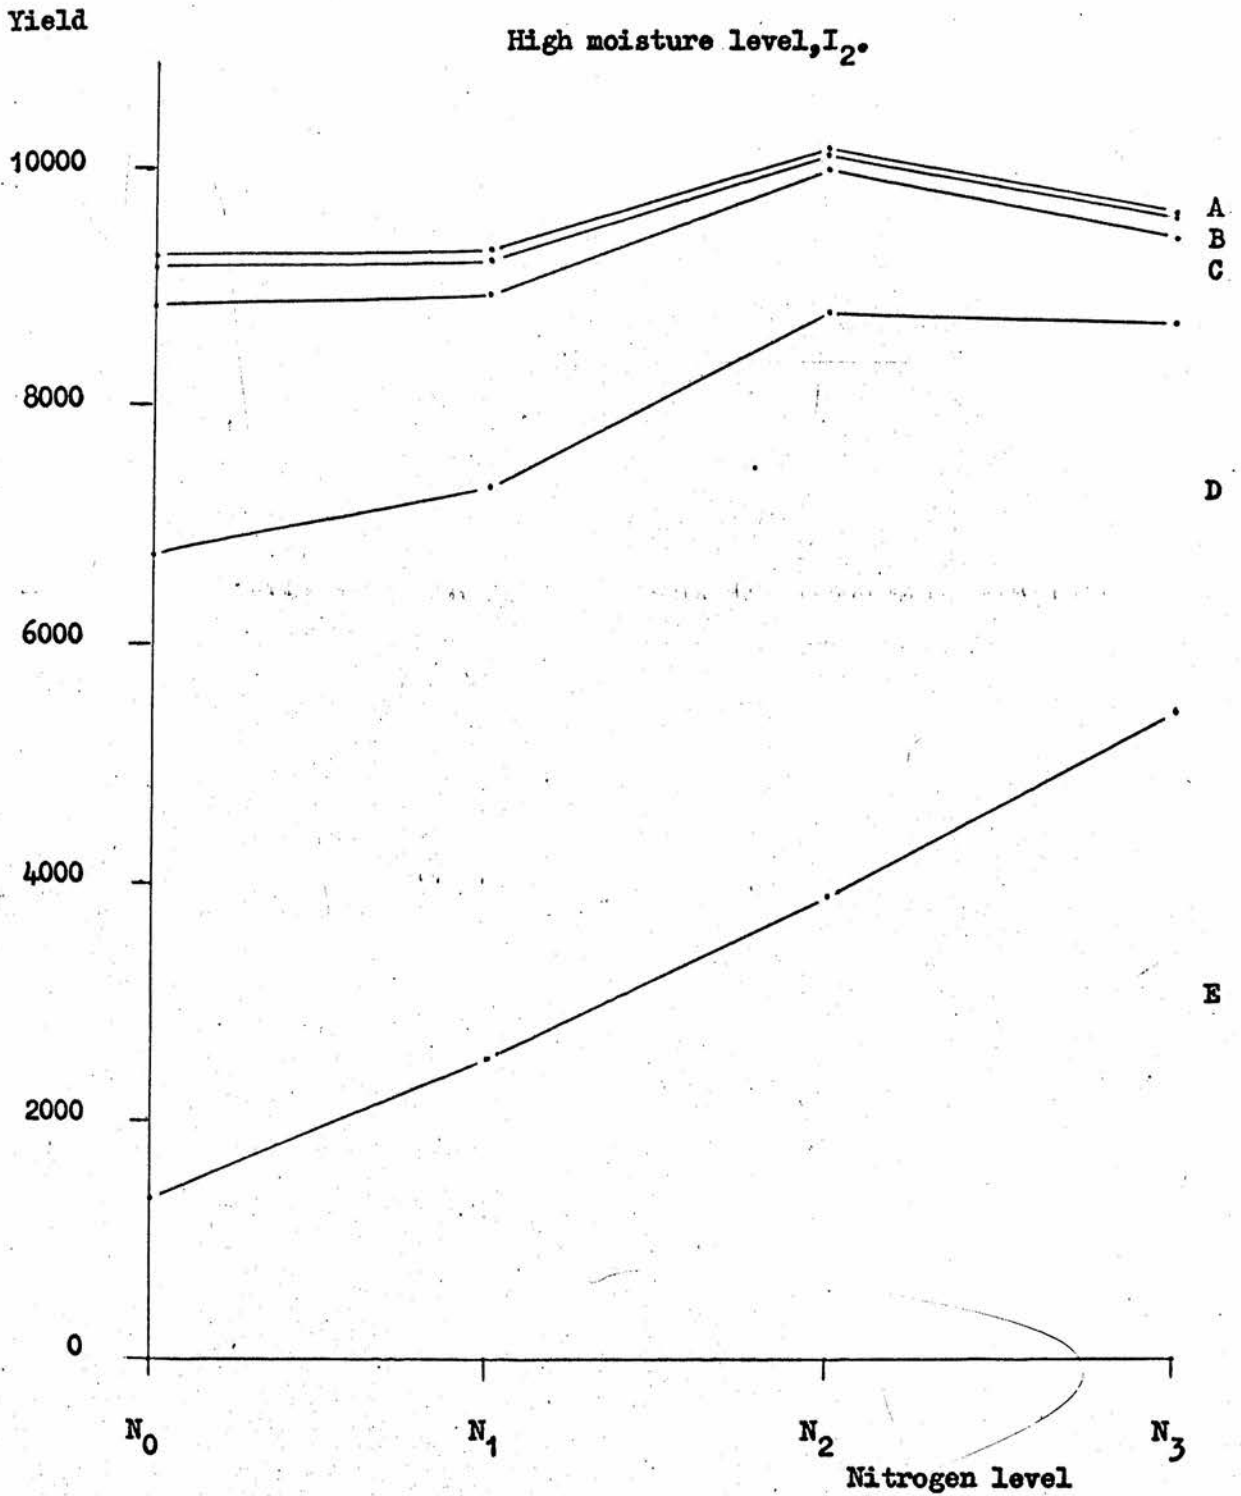 Yield
High moisture level,I₂.
10000
A
B
C
8000
D
6000
4000
E
2000
0
N₀ N₁ N₂ N₃
Nitrogen level